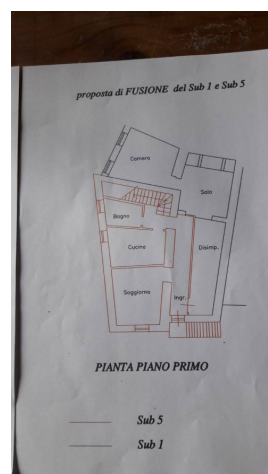 proposta di FUSIONE del Sub 1 e Sub 5
Camera
Sala
Bagno
Cucina
Disimp.
Soggiorno
Ingr.
PIANTA PIANO PRIMO
Sub 5
Sub 1